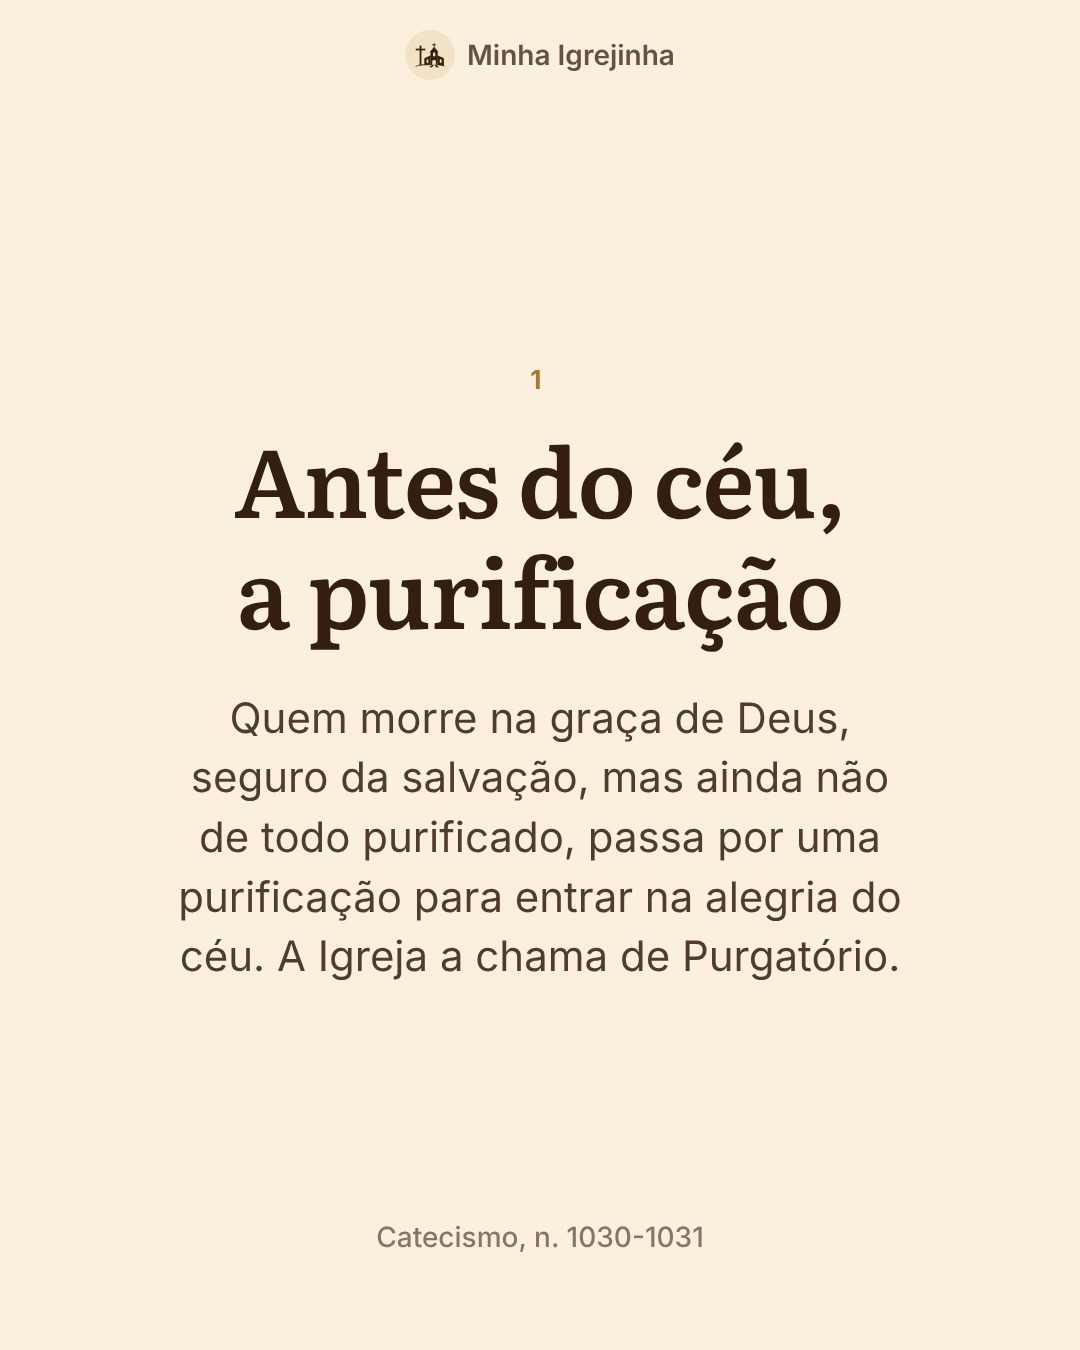 Minha Igrejinha
1
Antes do céu,
a purificação
Quem morre na graça de Deus,
seguro da salvação, mas ainda não
de todo purificado, passa por uma
purificação para entrar na alegria do
céu. A Igreja a chama de Purgatório.
Catecismo, n. 1030-1031